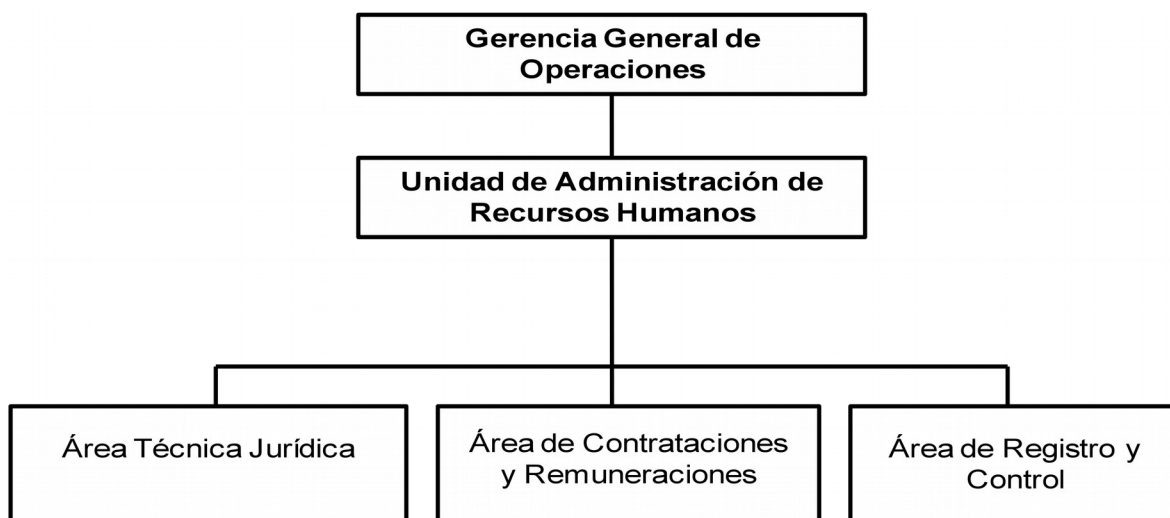 Gerencia General de
Operaciones
Unidad de Administración de
Recursos Humanos
Área Técnica Jurídica
Área de Contrataciones
y Remuneraciones
Área de Registro y
Control